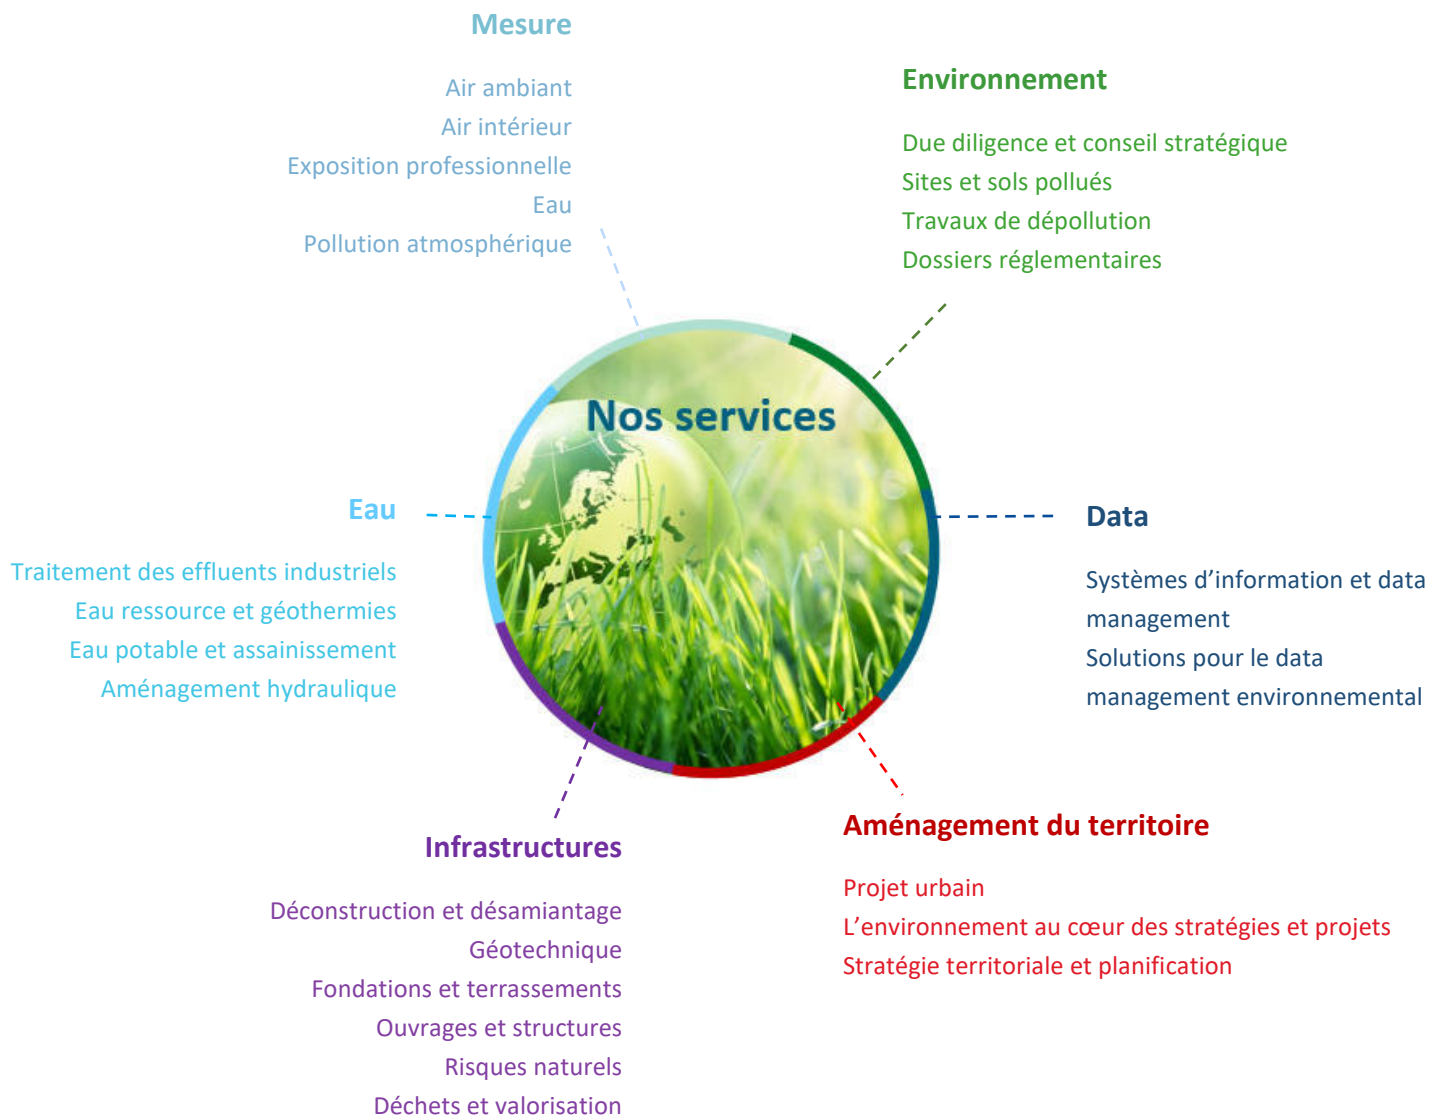 Mesure
Air ambiant
Air intérieur
Exposition professionnelle
Eau
Pollution atmosphérique
Environnement
Due diligence et conseil stratégique
Sites et sols pollués
Travaux de dépollution
Dossiers réglementaires
Nos services
Eau
Traitement des effluents industriels
Eau ressource et géothermies
Eau potable et assainissement
Aménagement hydraulique
Data
Systèmes d’information et data
management
Solutions pour le data
management environnemental
Infrastructures
Déconstruction et désamiantage
Géotechnique
Fondations et terrassements
Ouvrages et structures
Risques naturels
Déchets et valorisation
Aménagement du territoire
Projet urbain
L’environnement au cœur des stratégies et projets
Stratégie territoriale et planification